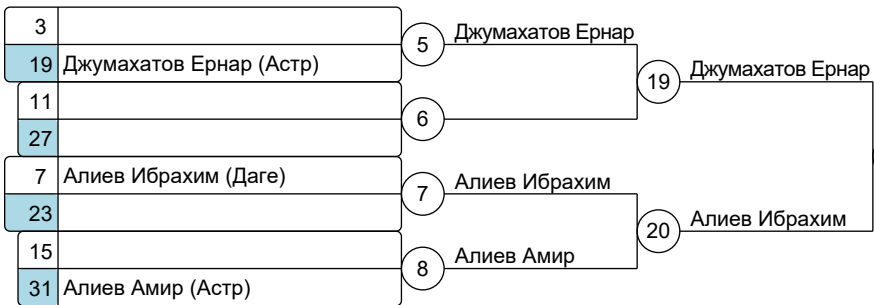 3
19 Джумахатов Ернар (Астр)
5 Джумахатов Ернар
19 Джумахатов Ернар
11
27
6
7 Алиев Ибрахим (Даге)
23
7 Алиев Ибрахим
20 Алиев Ибрахим
15
31 Алиев Амир (Астр)
8 Алиев Амир